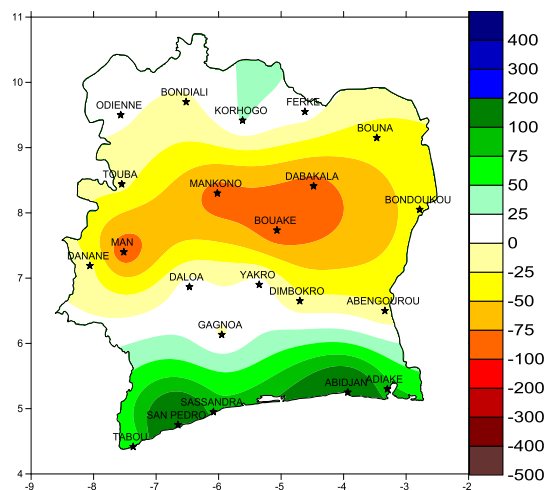 11
10
9
8
7
6
5
4
-9
-8
-7
-6
-5
-4
-3
-2
ODIENNE
BONDIALI
KORHOGO
FERKE
BOUNA
TOUBA
MANKONO
DABAKALA
BONDOUKOU
BOUAKE
MAN
DANANE
DALOA
YAKRO
DIMBOKRO
ABENGOUROU
GAGNOA
ABIDJAN
ADIAKE
SASSANDRA
SAN PEDRO
TABOU
400
300
200
100
75
50
25
0
-25
-50
-75
-100
-200
-300
-400
-500